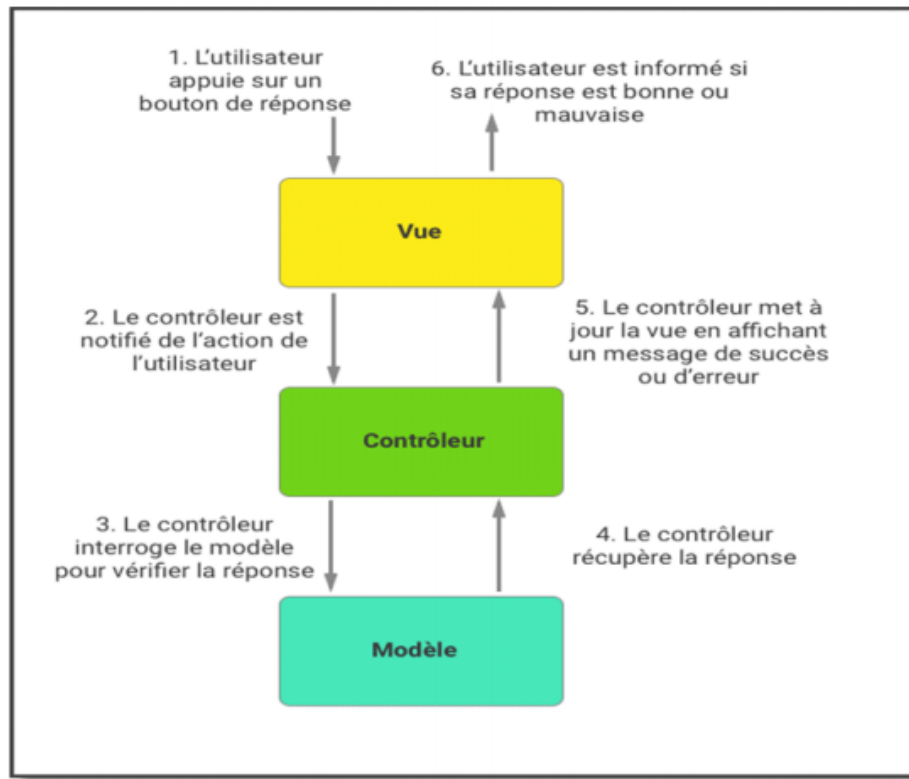 1. L'utilisateur
appuie sur un
bouton de réponse
6. L'utilisateur est informé si
sa réponse est bonne ou
mauvaise
Vue
2. Le contrôleur est
notifié de l'action de
l'utilisateur
5. Le contrôleur met à
jour la vue en affichant
un message de succès
ou d'erreur
Contrôleur
3. Le contrôleur
interroge le modèle
pour vérifier la réponse
4. Le contrôleur
récupère la réponse
Modèle